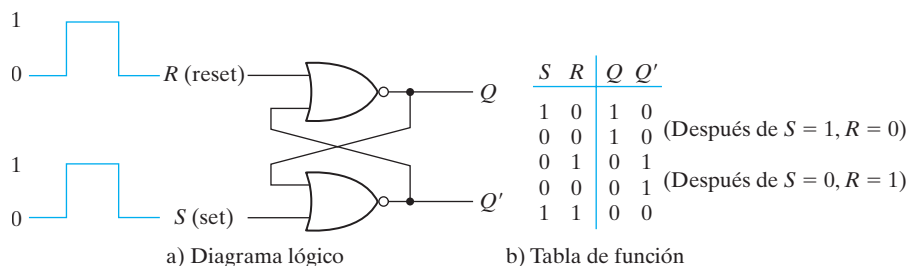 1
0
R (reset)
Q
1
0
S (set)
Q′
a) Diagrama lógico
S R Q Q′
1 0 1 0
0 0 1 0 (Después de S = 1, R = 0)
0 1 0 1
0 0 0 1 (Después de S = 0, R = 1)
1 1 0 0
b) Tabla de función